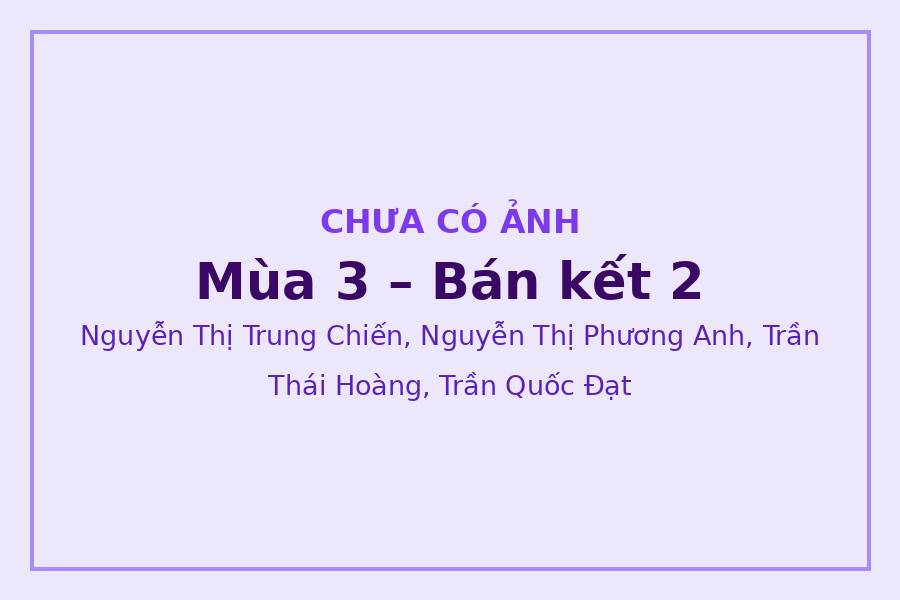 CHƯA CÓ ẢNH
Mùa 3 – Bán kết 2
Nguyễn Thị Trung Chiến, Nguyễn Thị Phương Anh, Trần
Thái Hoàng, Trần Quốc Đạt